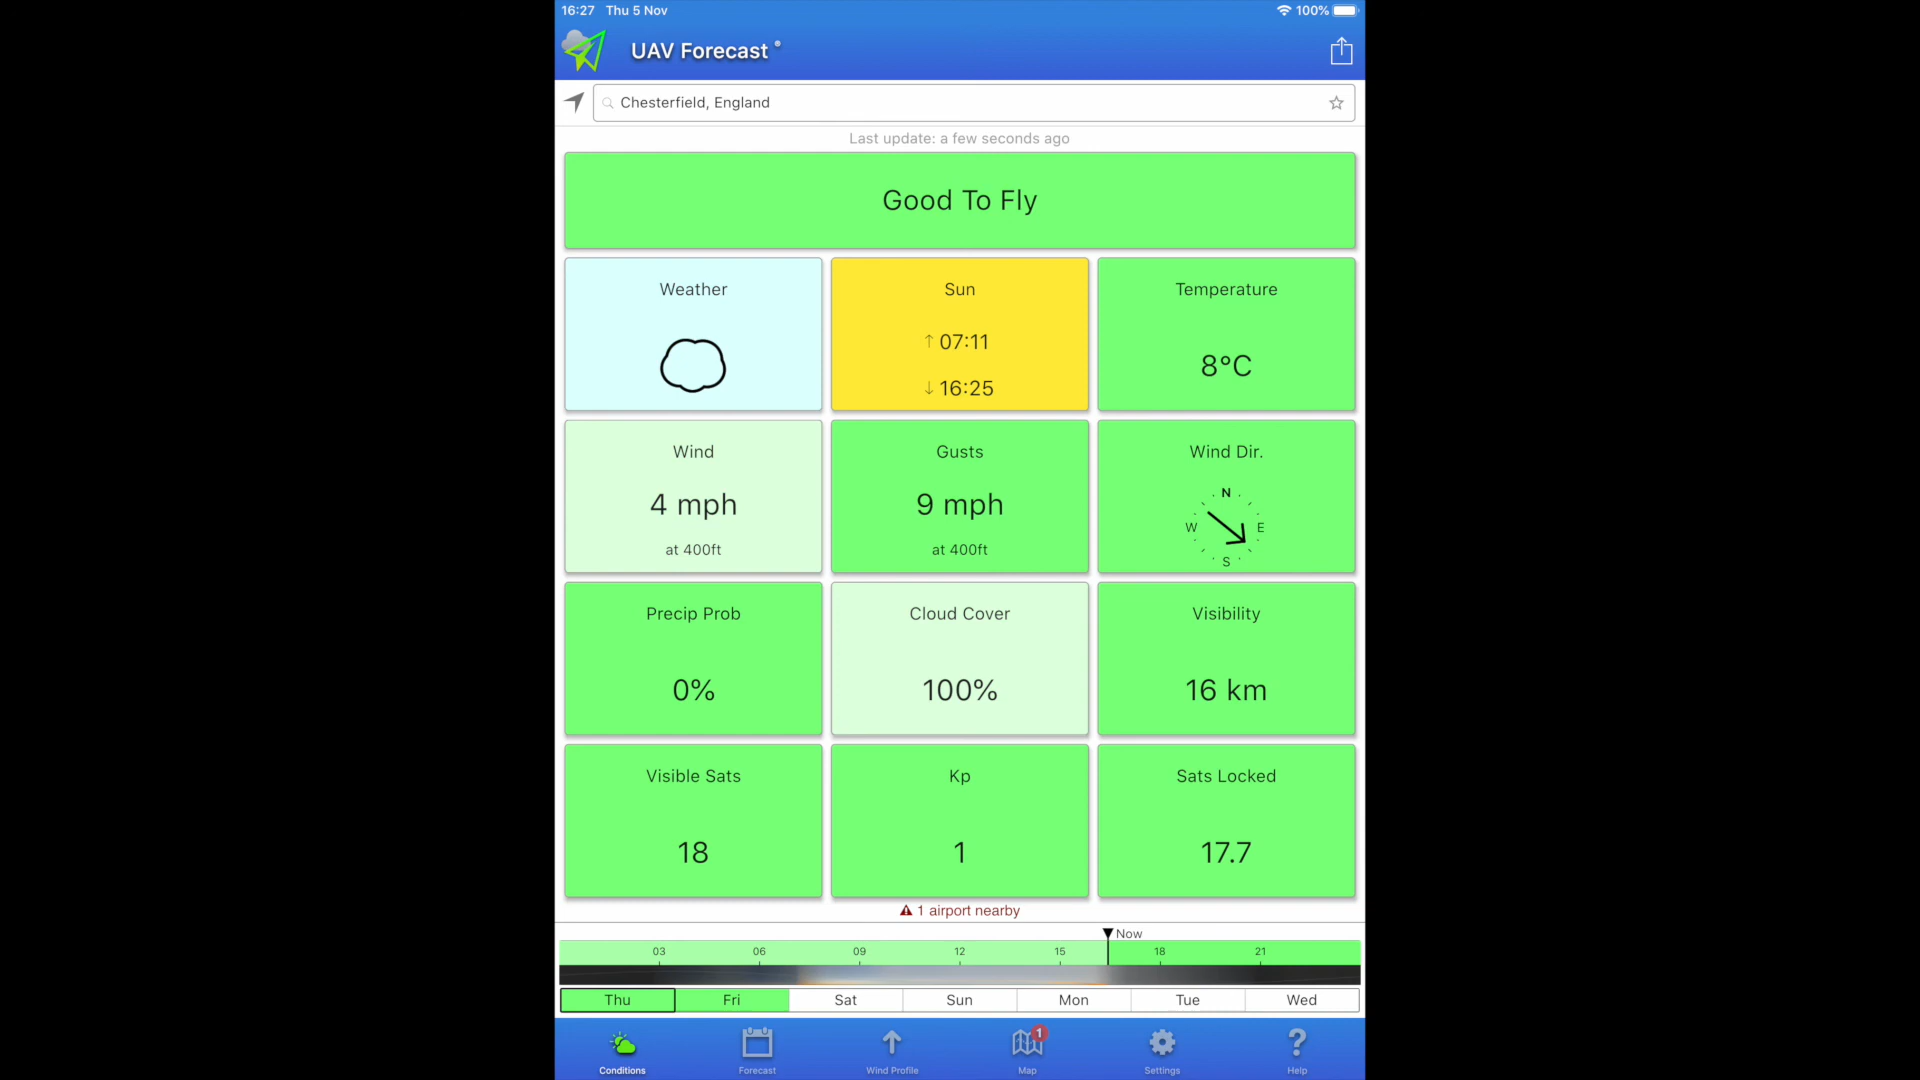 16:27 Thu 5 Nov
100%
UAV Forecast
Chesterfield, England
Last update: a few seconds ago
Good To Fly
Weather
Sun
↑ 07:11
↓ 16:25
Temperature
8°C
Wind
4 mph
at 400ft
Gusts
9 mph
at 400ft
Wind Dir.
N
W E
S
Precip Prob
0%
Cloud Cover
100%
Visibility
16 km
Visible Sats
18
Kp
1
Sats Locked
17.7
1 airport nearby
Now
03 06 09 12 15 18 21
Thu Fri Sat Sun Mon Tue Wed
1
Conditions Forecast Wind Profile Map Settings Help